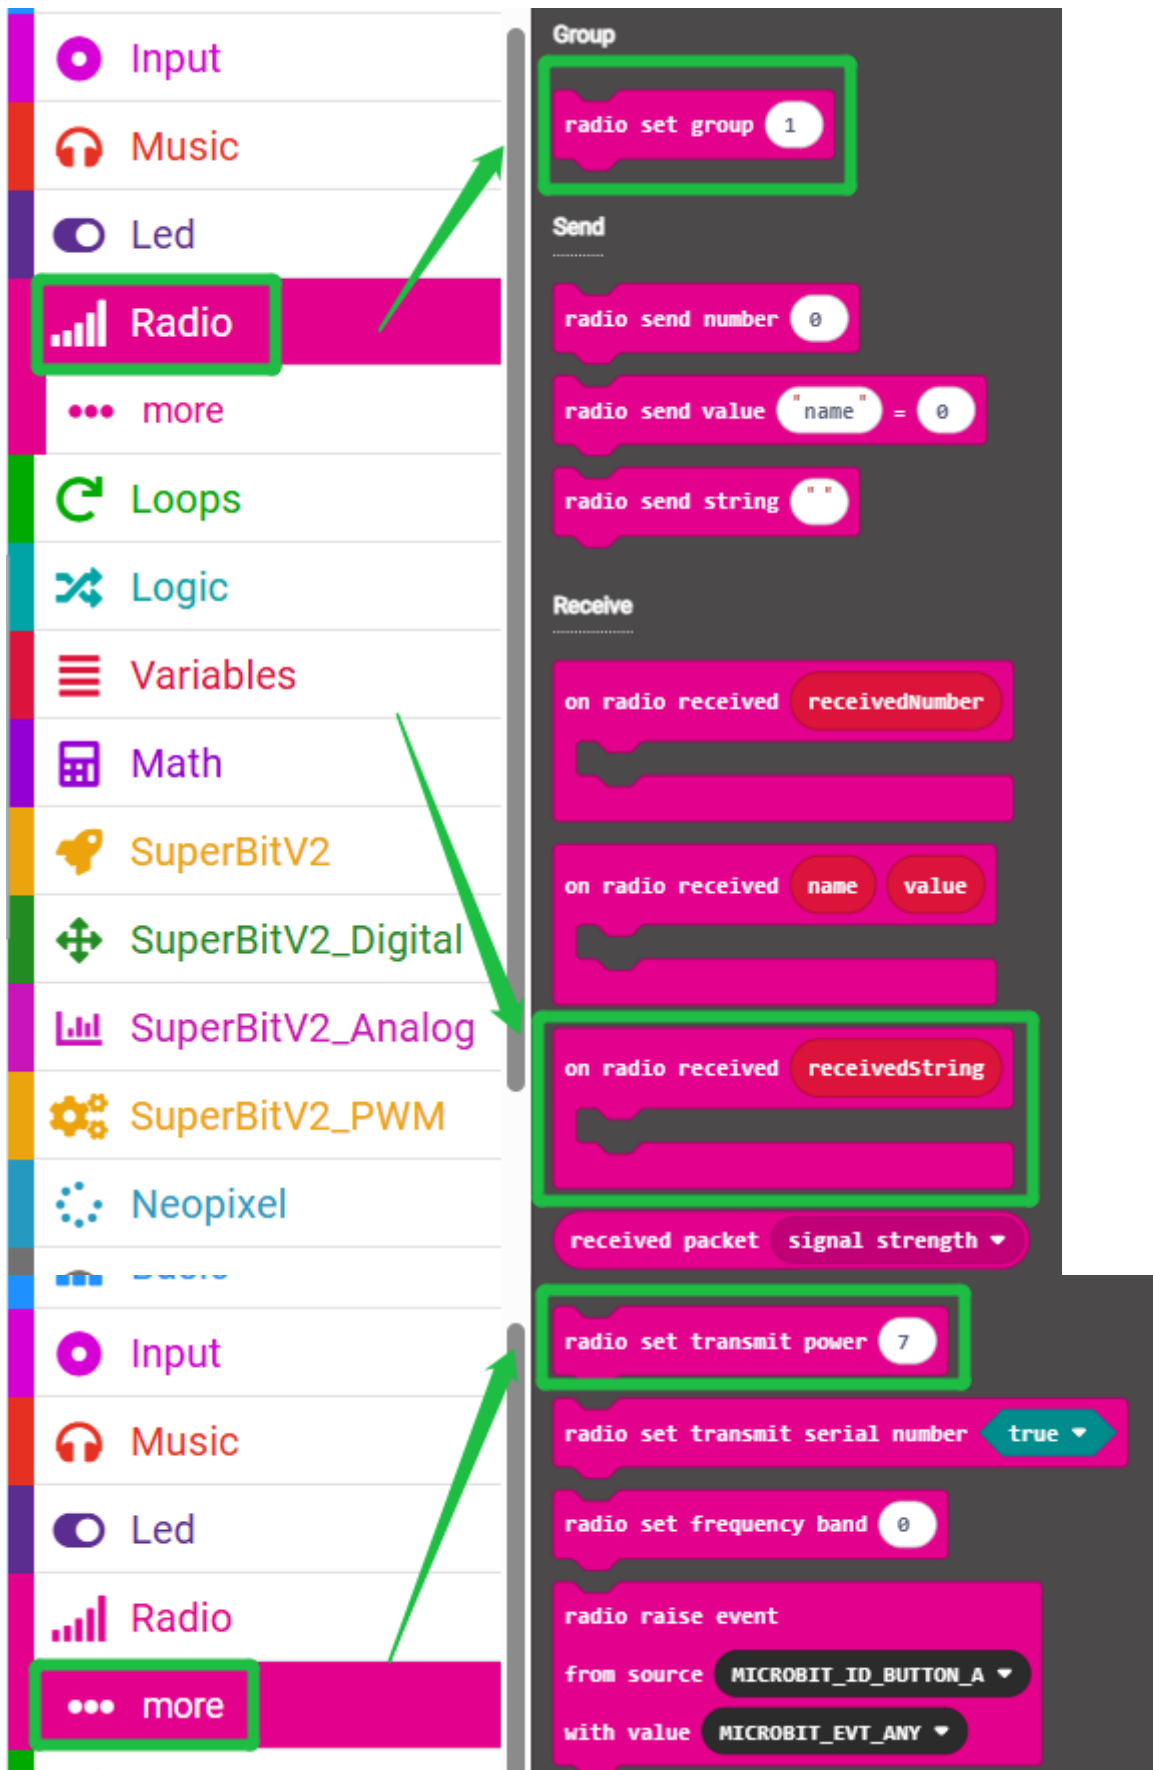 Input
Music
Led
Radio
more
Loops
Logic
Variables
Math
SuperBitV2
SuperBitV2_Digital
SuperBitV2_Analog
SuperBitV2_PWM
Neopixel
Group
radio set group 1
Send
radio send number 0
radio send value "name" = 0
radio send string " "
Receive
on radio received receivedNumber
on radio received name value
on radio received receivedString
received packet signal strength
Input
Music
Led
Radio
more
radio set transmit power 7
radio set transmit serial number true
radio set frequency band 0
radio raise event
from source MICROBIT_ID_BUTTON_A
with value MICROBIT_EVT_ANY